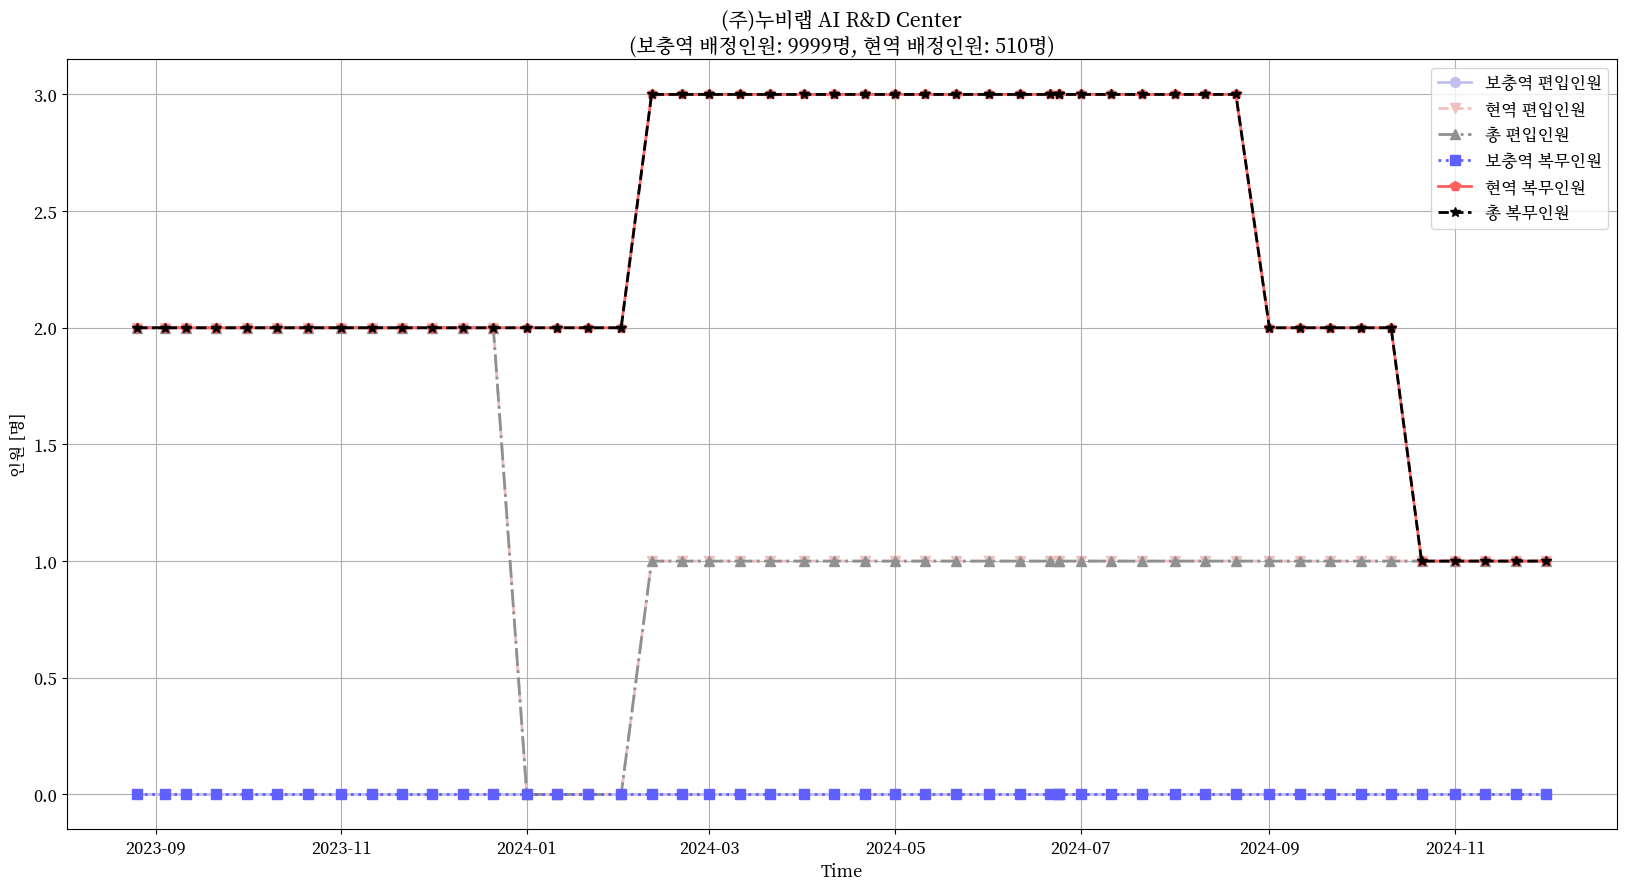 (주)누비랩 AI R&D Center
(보충역 배정인원: 9999명, 현역 배정인원: 510명)
보충역 편입인원
현역 편입인원
총 편입인원
보충역 복무인원
현역 복무인원
총 복무인원
인원 [명]
3.0
2.5
2.0
1.5
1.0
0.5
0.0
2023-09 2023-11 2024-01 2024-03 2024-05 2024-07 2024-09 2024-11
Time